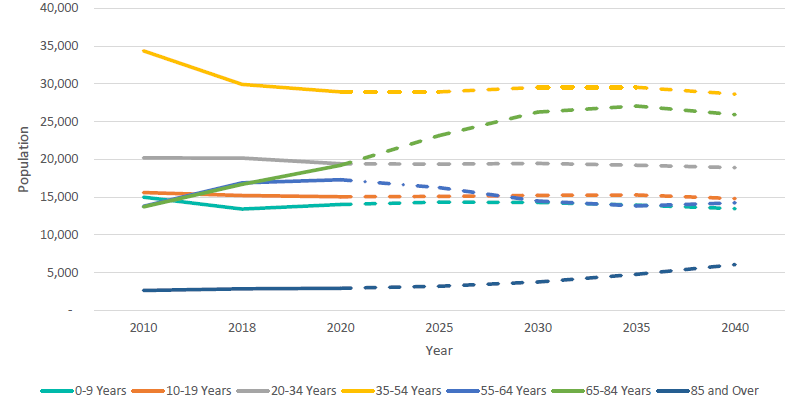 40,000
35,000
30,000
25,000
20,000
15,000
10,000
5,000
-
Population
2010 2018 2020 2025 2030 2035 2040
Year
0-9 Years 10-19 Years 20-34 Years 35-54 Years 55-64 Years 65-84 Years 85 and Over